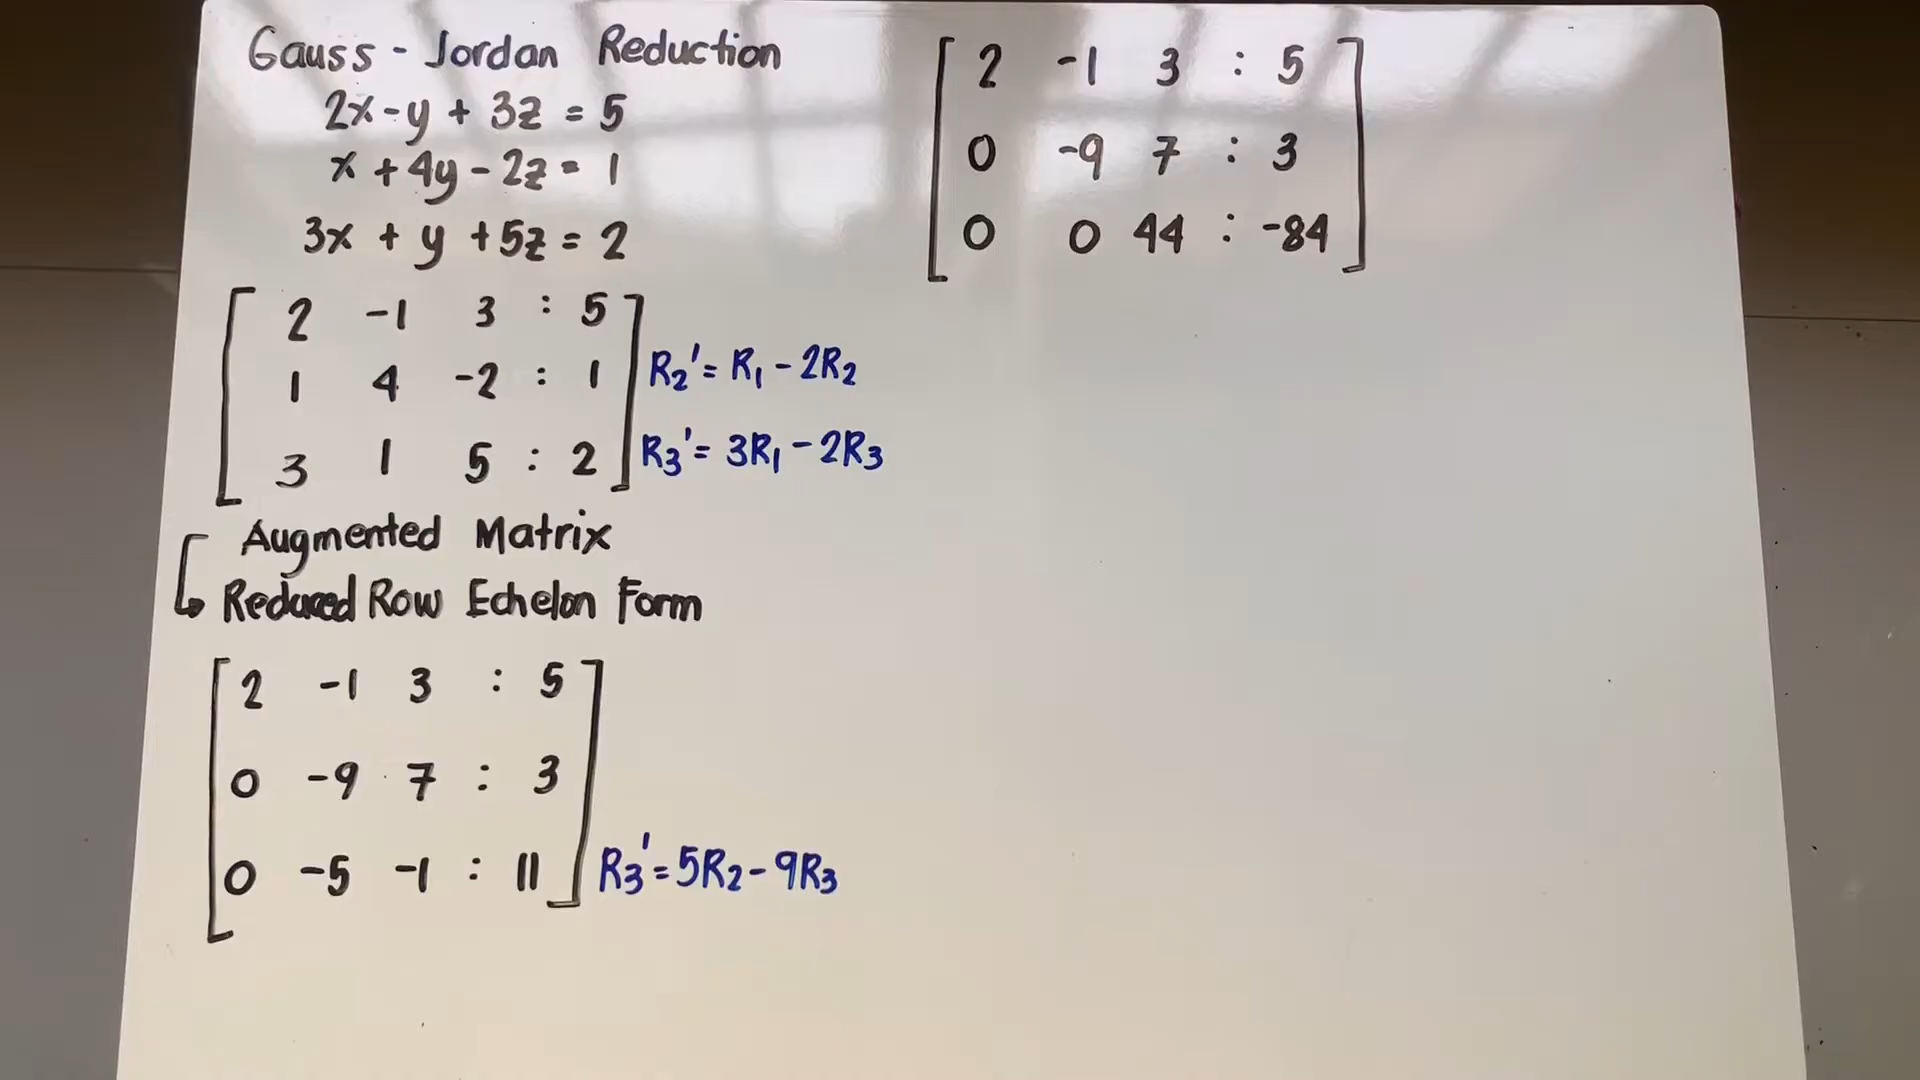 Gauss - Jordan Reduction
2x - y + 3z = 5
x + 4y - 2z = 1
3x + y + 5z = 2
2 -1 3 : 5
1 4 -2 : 1 R₂' = R₁ - 2R₂
3 1 5 : 2 R₃' = 3R₁ - 2R₃
Augmented Matrix
Reduced Row Echelon Form
2 -1 3 : 5
0 -9 7 : 3
0 -5 -1 : 11 R₃' = 5R₂ - 9R₃
2 -1 3 : 5
0 -9 7 : 3
0 0 44 : -84